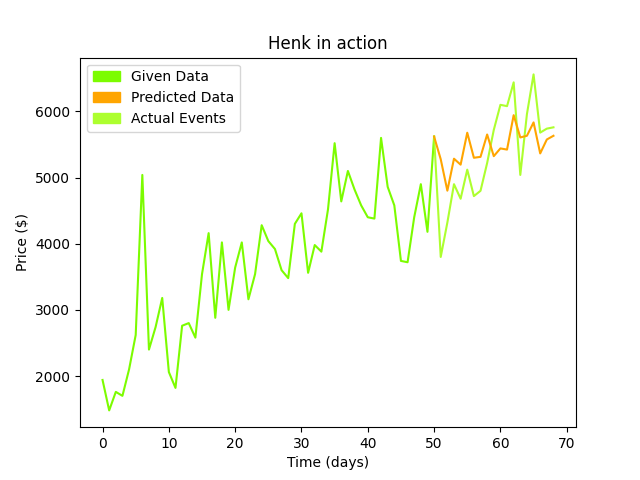 Henk in action
Given Data
Predicted Data
Actual Events
6000
5000
4000
3000
2000
Price ($)
0 10 20 30 40 50 60 70
Time (days)